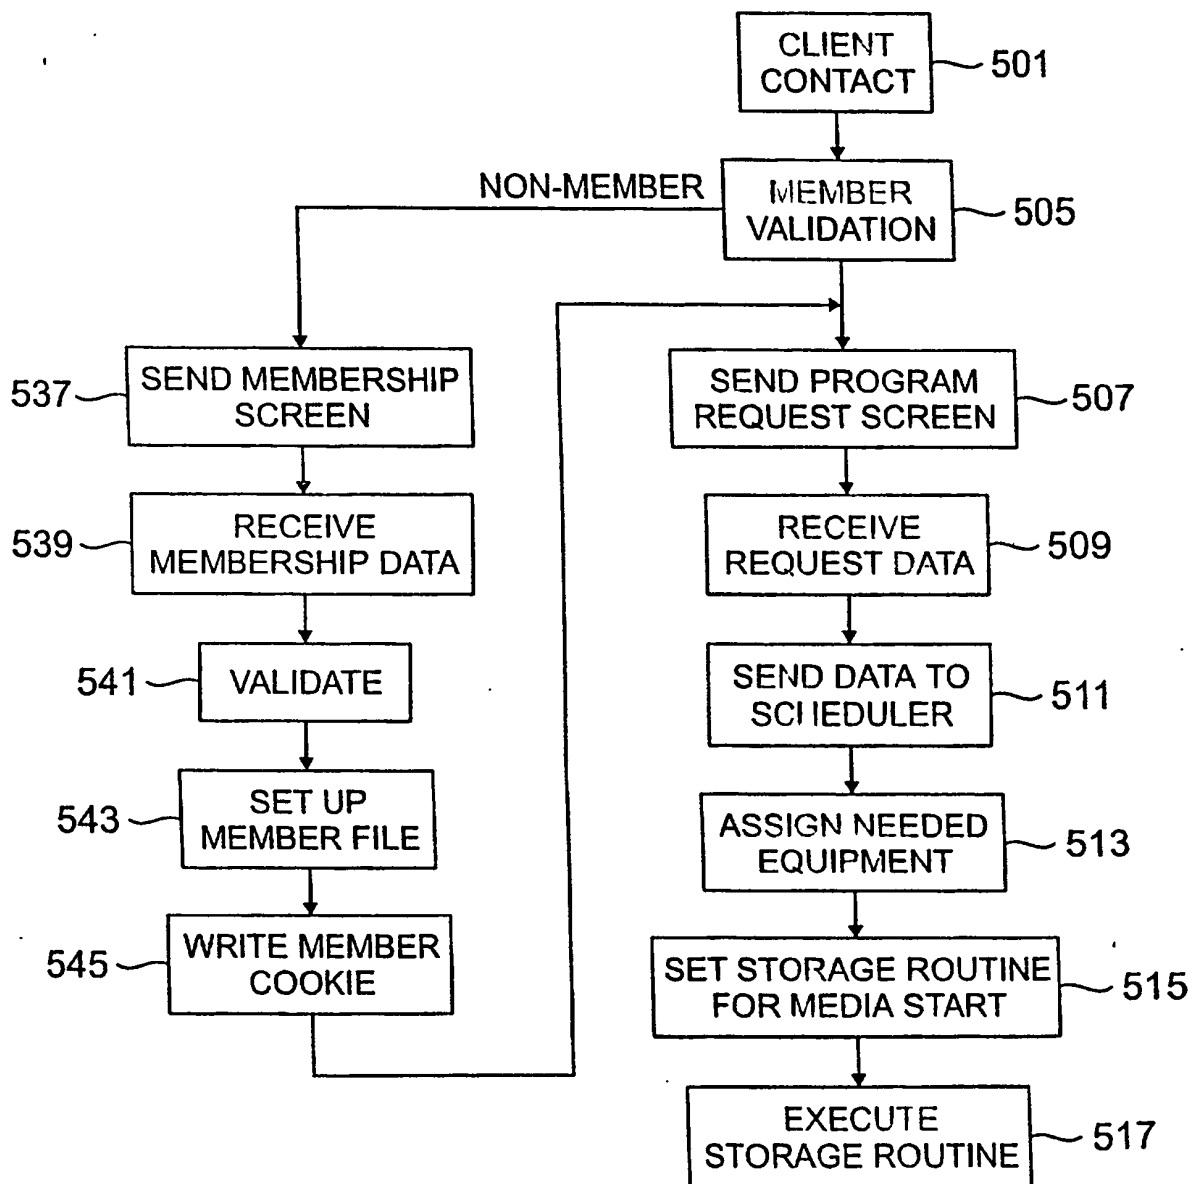 CLIENT
CONTACT
501
NON-MEMBER
MEMBER
VALIDATION
505
537
SEND MEMBERSHIP
SCREEN
SEND PROGRAM
REQUEST SCREEN
507
539
RECEIVE
MEMBERSHIP DATA
RECEIVE
REQUEST DATA
509
541
VALIDATE
SEND DATA TO
SCHEDULER
511
543
SET UP
MEMBER FILE
ASSIGN NEEDED
EQUIPMENT
513
545
WRITE MEMBER
COOKIE
SET STORAGE ROUTINE
FOR MEDIA START
515
EXECUTE
STORAGE ROUTINE
517